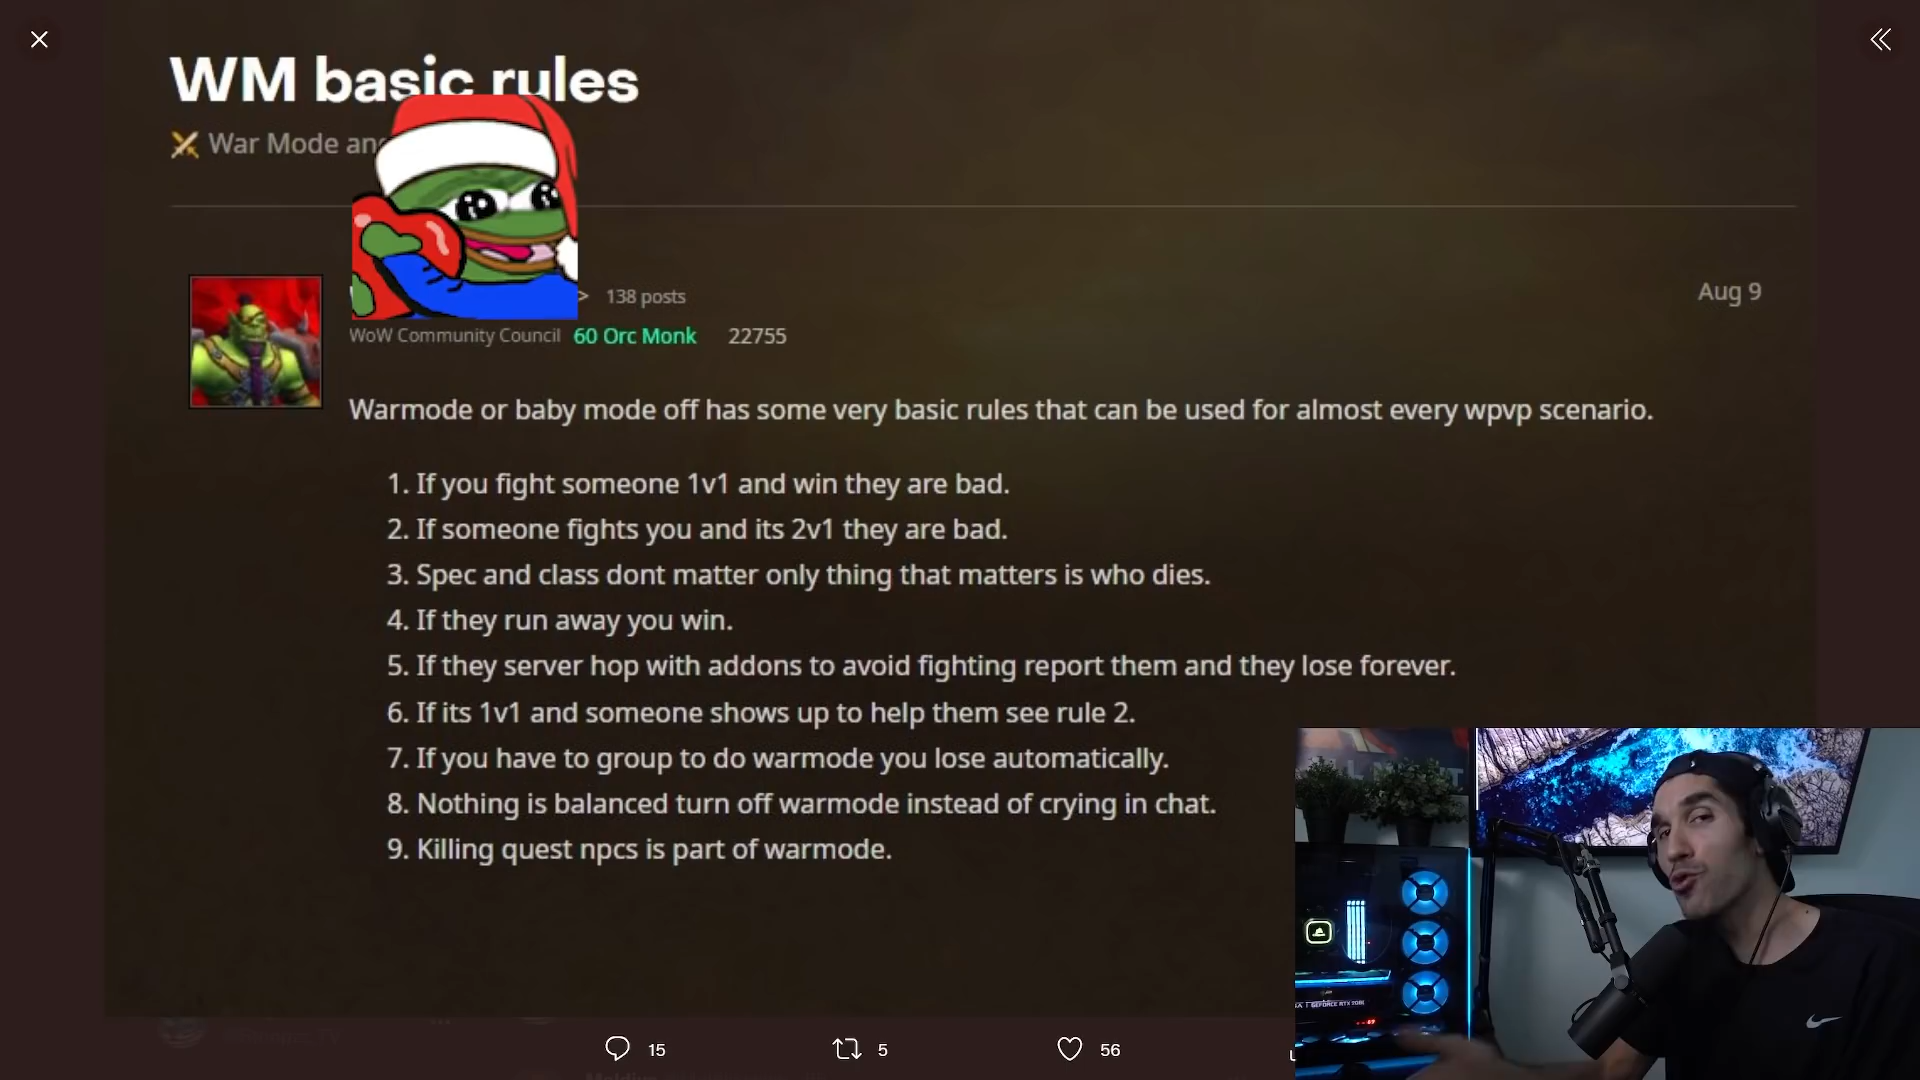 WM basic rules
War Mode an
> 138 posts
Aug 9
WoW Community Council 60 Orc Monk 22755
Warmode or baby mode off has some very basic rules that can be used for almost every wpvp scenario.
1. If you fight someone 1v1 and win they are bad.
2. If someone fights you and its 2v1 they are bad.
3. Spec and class dont matter only thing that matters is who dies.
4. If they run away you win.
5. If they server hop with addons to avoid fighting report them and they lose forever.
6. If its 1v1 and someone shows up to help them see rule 2.
7. If you have to group to do warmode you lose automatically.
8. Nothing is balanced turn off warmode instead of crying in chat.
9. Killing quest npcs is part of warmode.
GEFORCE RTX
15 5 56